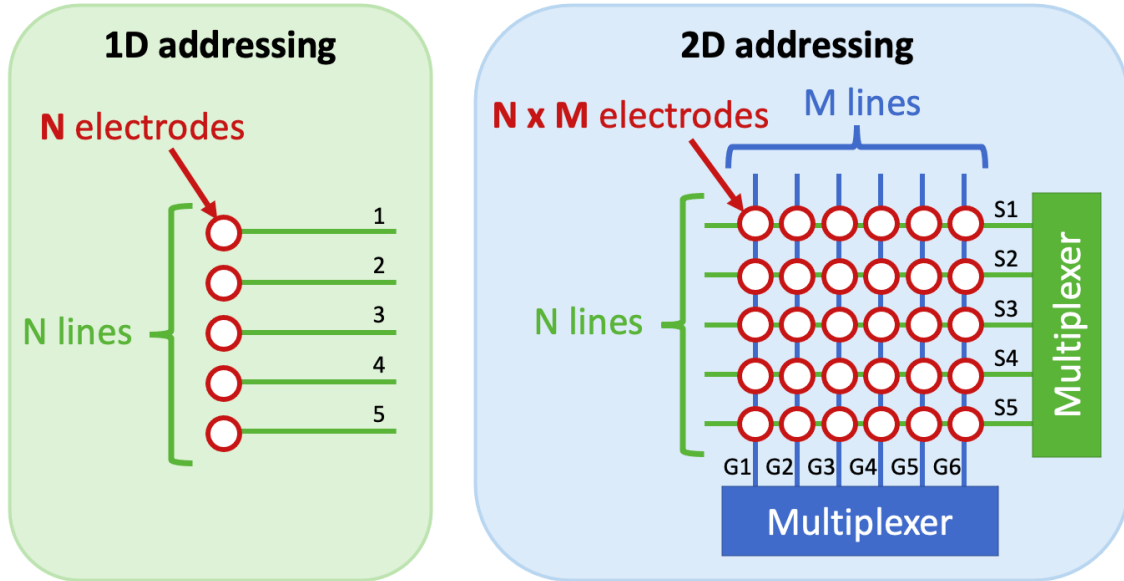 1D addressing
N electrodes
N lines
1
2
3
4
5
2D addressing
M lines
N x M electrodes
N lines
S1
S2
S3
S4
S5
Multiplexer
G1 G2 G3 G4 G5 G6
Multiplexer